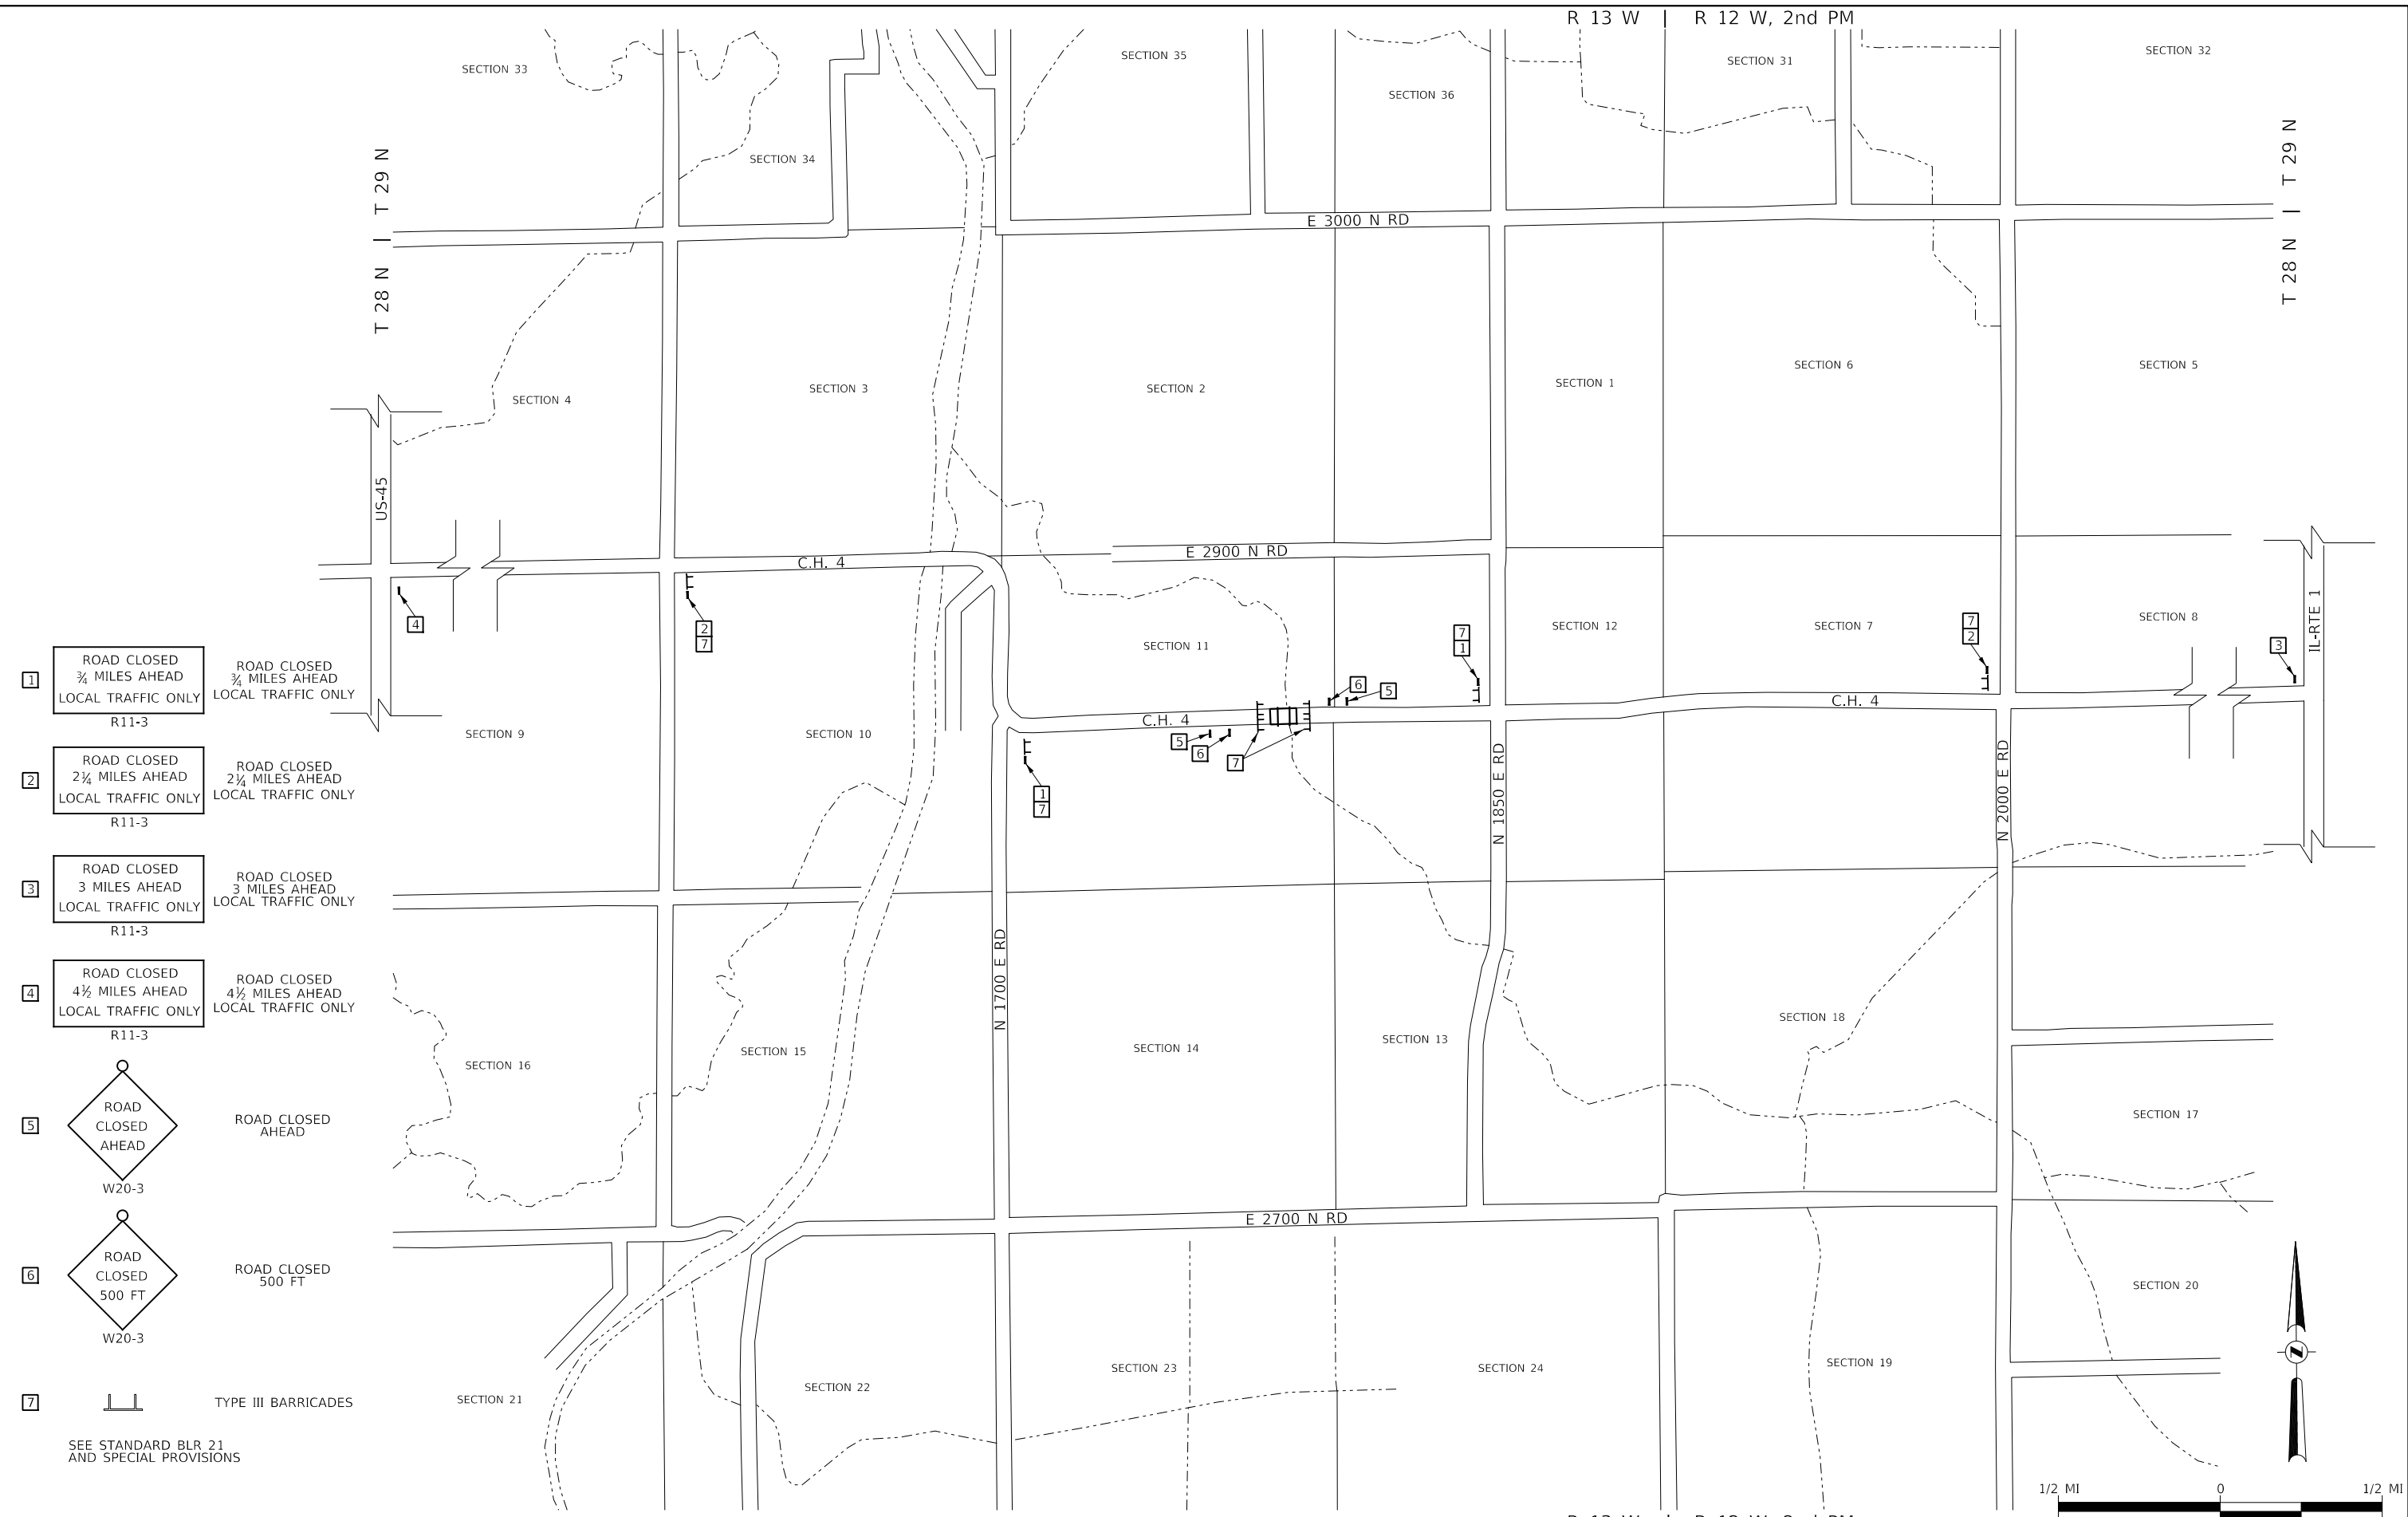 R 13 W | R 12 W, 2nd PM
SECTION 33
SECTION 34
SECTION 35
SECTION 36
SECTION 31
SECTION 32
T 28 N | T 29 N
T 28 N | T 29 N
E 3000 N RD
SECTION 4
SECTION 3
SECTION 2
SECTION 1
SECTION 6
SECTION 5
US-45
C.H. 4
E 2900 N RD
IL-RTE 1
4
2
7
SECTION 11
7
1
SECTION 12
SECTION 7
7
2
SECTION 8
3
6
5
C.H. 4
C.H. 4
5
6
7
SECTION 9
SECTION 10
1
7
N 1850 E RD
N 2000 E RD
N 1700 E RD
SECTION 16
SECTION 15
SECTION 14
SECTION 13
SECTION 18
SECTION 17
E 2700 N RD
SECTION 21
SECTION 22
SECTION 23
SECTION 24
SECTION 19
SECTION 20
1
ROAD CLOSED
¾ MILES AHEAD
LOCAL TRAFFIC ONLY
R11-3
ROAD CLOSED
¾ MILES AHEAD
LOCAL TRAFFIC ONLY
2
ROAD CLOSED
2¼ MILES AHEAD
LOCAL TRAFFIC ONLY
R11-3
ROAD CLOSED
2¼ MILES AHEAD
LOCAL TRAFFIC ONLY
3
ROAD CLOSED
3 MILES AHEAD
LOCAL TRAFFIC ONLY
R11-3
ROAD CLOSED
3 MILES AHEAD
LOCAL TRAFFIC ONLY
4
ROAD CLOSED
4½ MILES AHEAD
LOCAL TRAFFIC ONLY
R11-3
ROAD CLOSED
4½ MILES AHEAD
LOCAL TRAFFIC ONLY
5
ROAD
CLOSED
AHEAD
W20-3
ROAD CLOSED
AHEAD
6
ROAD
CLOSED
500 FT
W20-3
ROAD CLOSED
500 FT
7
TYPE III BARRICADES
SEE STANDARD BLR 21
AND SPECIAL PROVISIONS
N
1/2 MI 0 1/2 MI